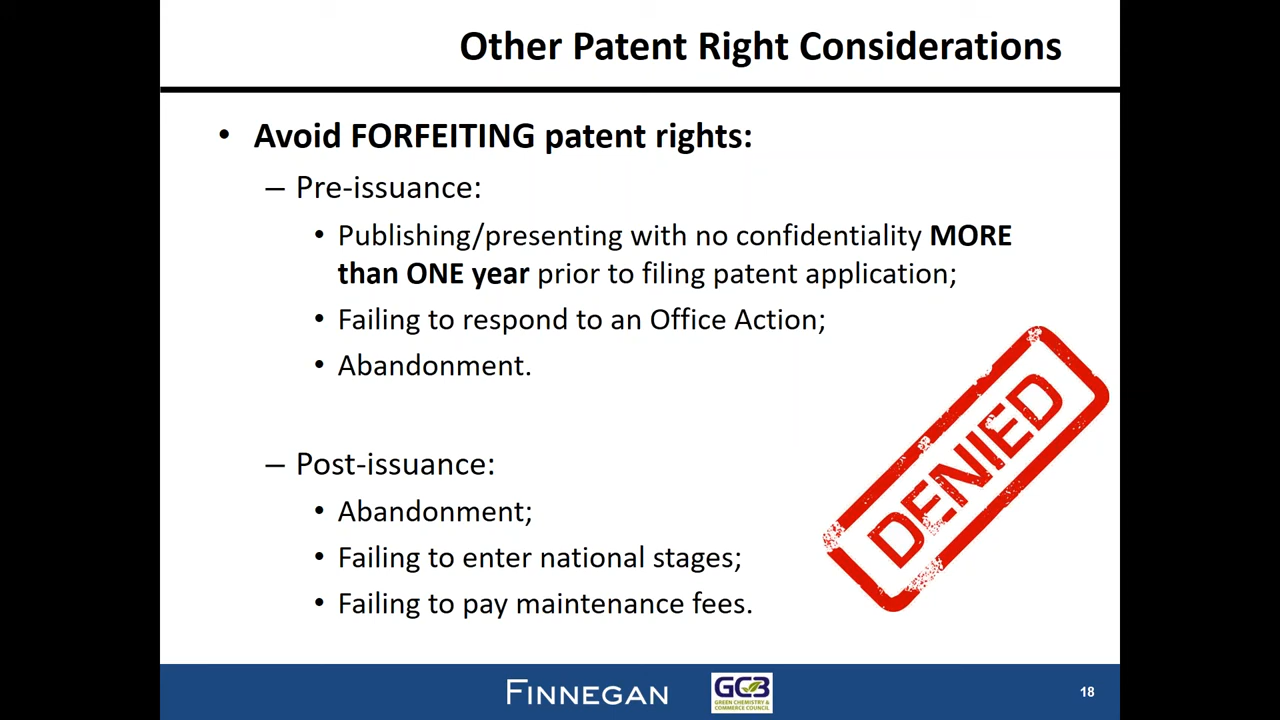 Other Patent Right Considerations
• Avoid FORFEITING patent rights:
– Pre-issuance:
• Publishing/presenting with no confidentiality MORE
than ONE year prior to filing patent application;
• Failing to respond to an Office Action;
• Abandonment.
– Post-issuance:
• Abandonment;
• Failing to enter national stages;
• Failing to pay maintenance fees.
DENIED
FINNEGAN
GC3
GREEN CHEMISTRY &
COMMERCE COUNCIL
18